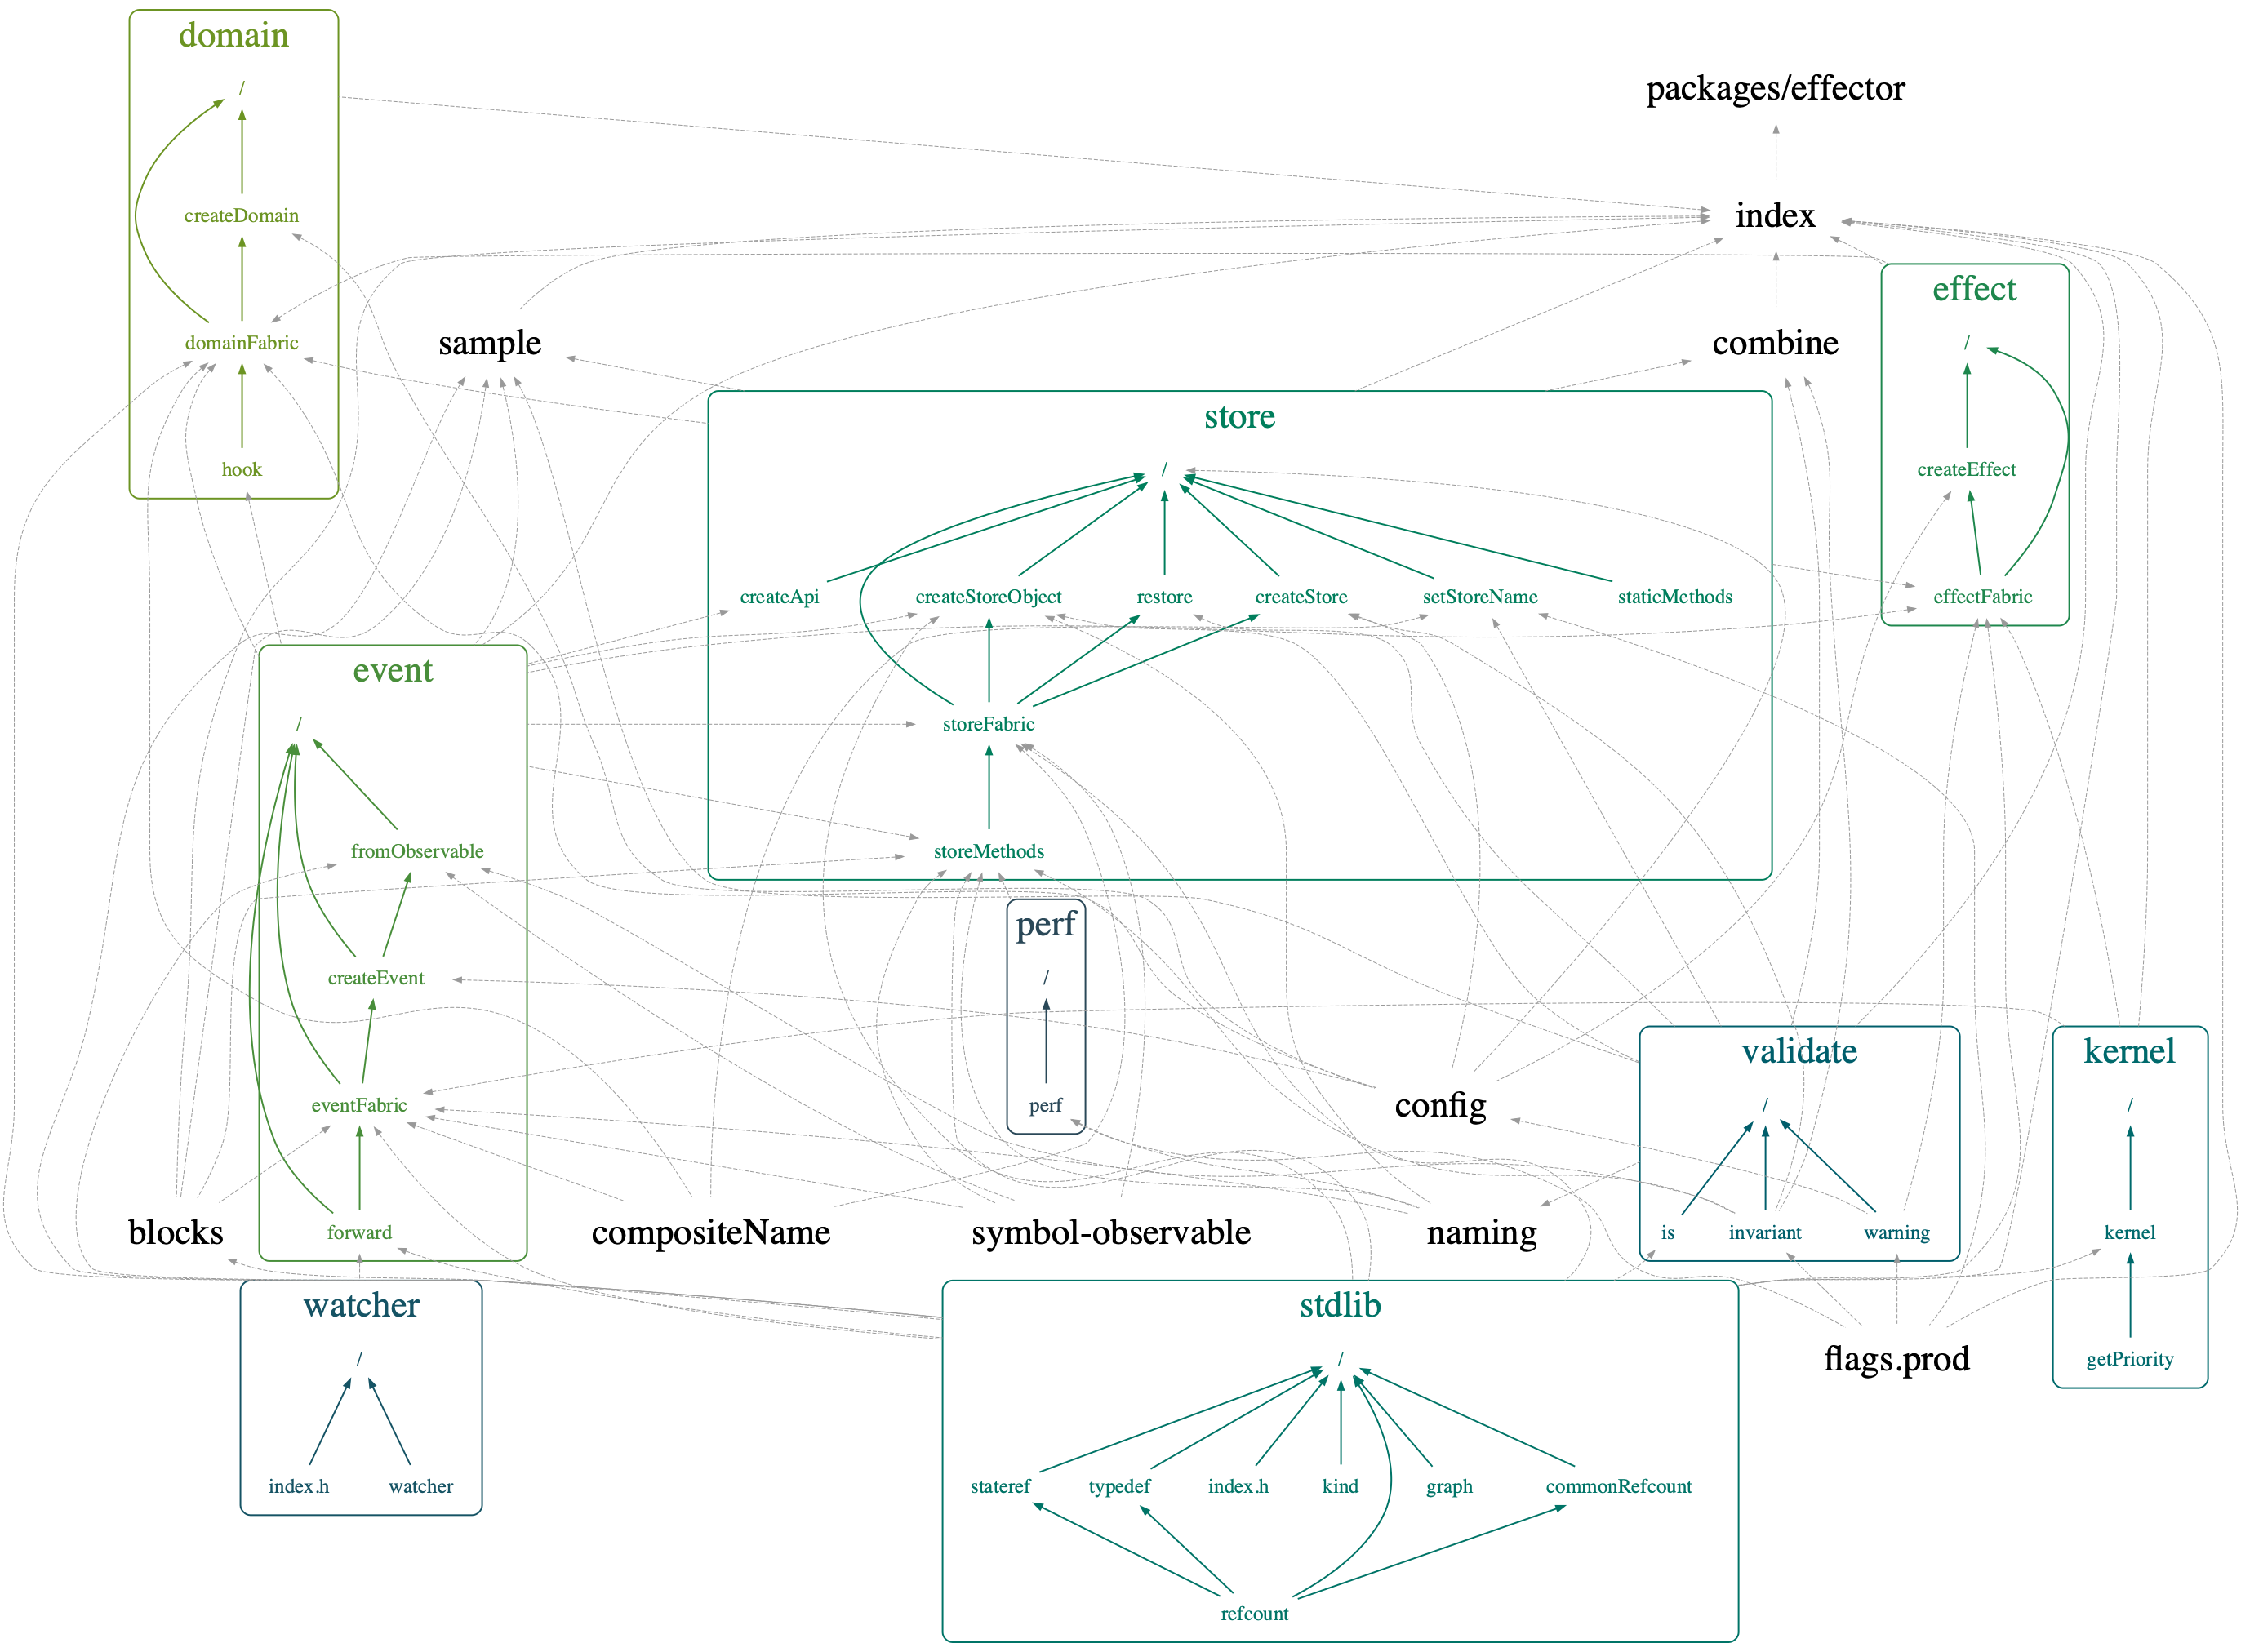 domain
/
createDomain
domainFabric
hook
packages/effector
index
sample
combine
effect
/
createEffect
effectFabric
store
/
createApi
createStoreObject
restore
createStore
setStoreName
staticMethods
storeFabric
storeMethods
event
/
fromObservable
createEvent
eventFabric
forward
perf
/
perf
config
validate
/
is
invariant
warning
kernel
/
kernel
getPriority
blocks
compositeName
symbol-observable
naming
flags.prod
watcher
/
index.h
watcher
stdlib
/
stateref
typedef
index.h
kind
graph
commonRefcount
refcount